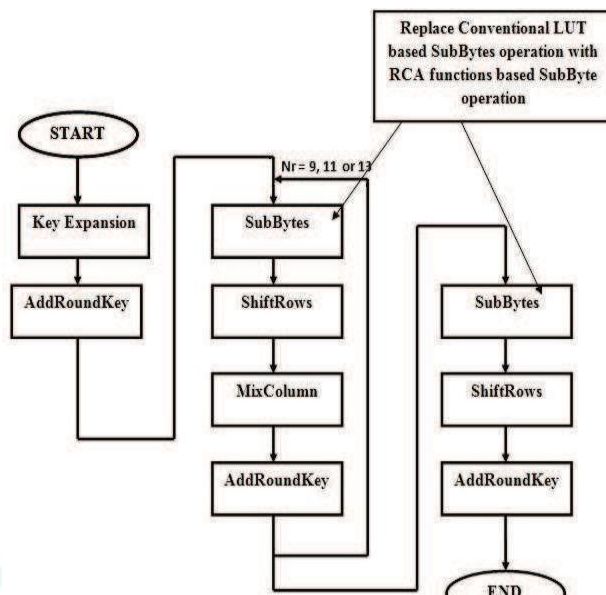 Replace Conventional LUT
based SubBytes operation with
RCA functions based SubByte
operation
START
Key Expansion
AddRoundKey
Nr = 9, 11 or 13
SubBytes
ShiftRows
MixColumn
AddRoundKey
SubBytes
ShiftRows
AddRoundKey
END